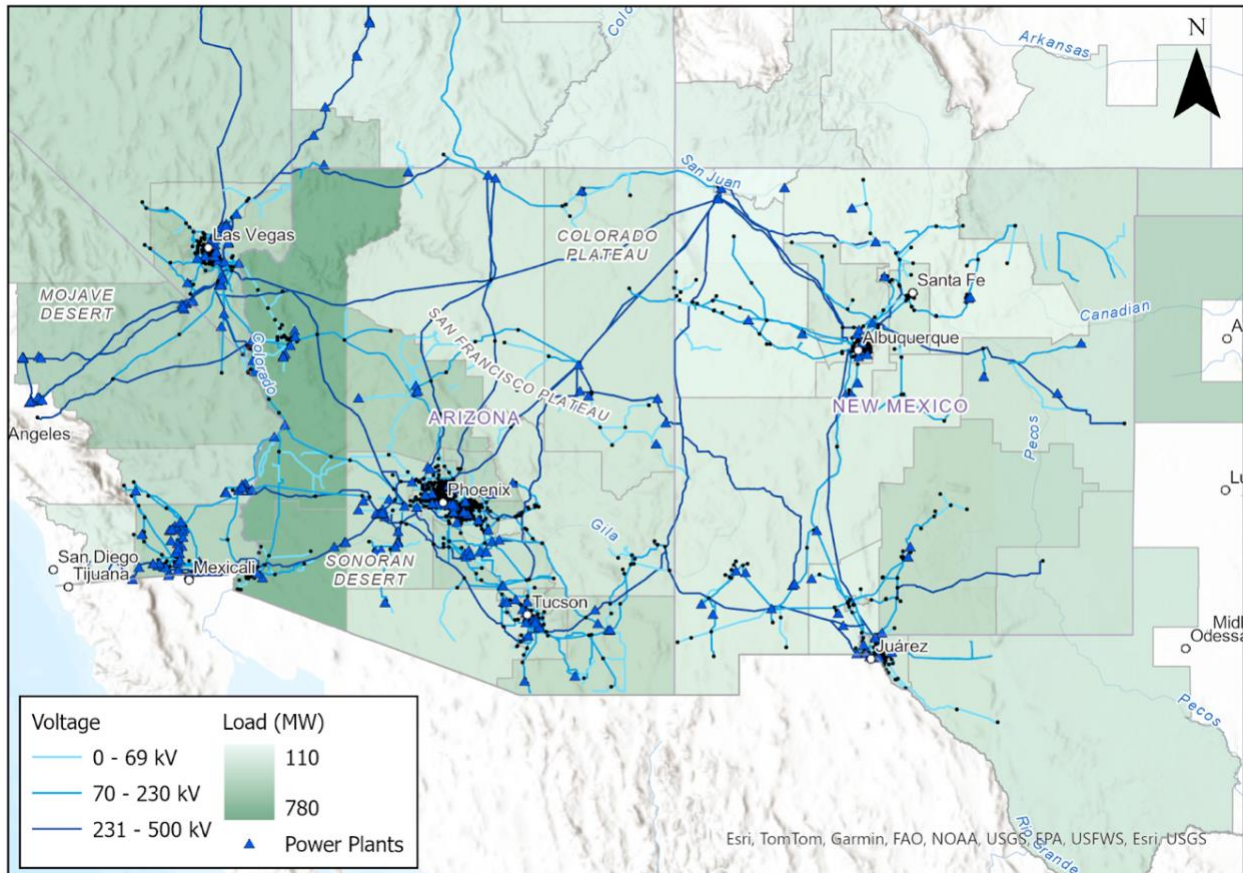 Colo
Arkansas
N
San Juan
Las Vegas
COLORADO
PLATEAU
Santa Fe
MOJAVE
DESERT
Canadian
A
Albuquerque
Colorado
SAN FRANCISCO PLATEAU
Angeles
ARIZONA
NEW MEXICO
Pecos
Phoenix
Lu
Gila
San Diego
Tijuana
Mexicali
SONORAN
DESERT
Tucson
Midl
Odessa
Juárez
Pecos
Rio Grande
Voltage
0 - 69 kV
70 - 230 kV
231 - 500 kV
Load (MW)
110
780
Power Plants
Esri, TomTom, Garmin, FAO, NOAA, USGS, EPA, USFWS, Esri, USGS